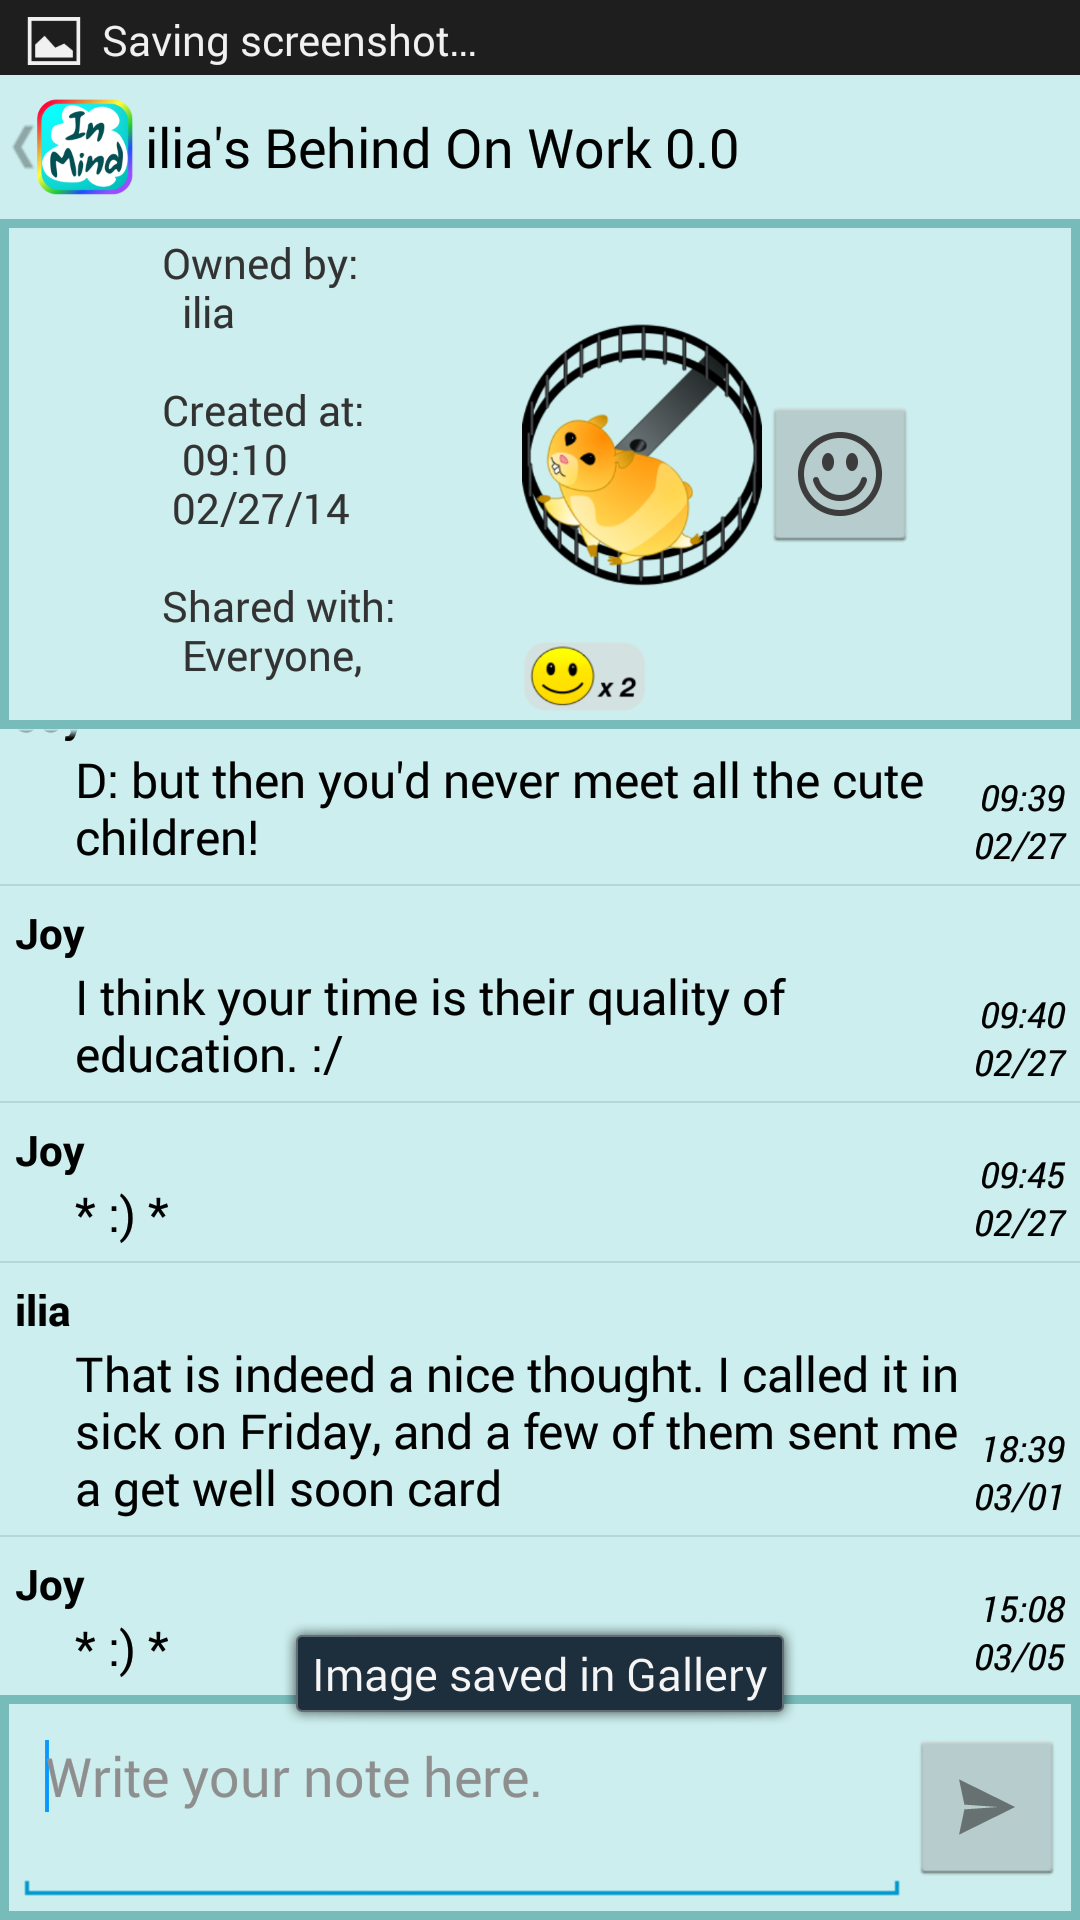 Saving screenshot...
In
Mind
ilia's Behind On Work 0.0
Owned by:
ilia
Created at:
09:10
02/27/14
Shared with:
Everyone,
x 2
D: but then you'd never meet all the cute
children!
09:39
02/27
Joy
I think your time is their quality of
education. :/
09:40
02/27
Joy
* :) *
09:45
02/27
ilia
That is indeed a nice thought. I called it in
sick on Friday, and a few of them sent me
a get well soon card
18:39
03/01
Joy
* :) *
15:08
03/05
Image saved in Gallery
Write your note here.